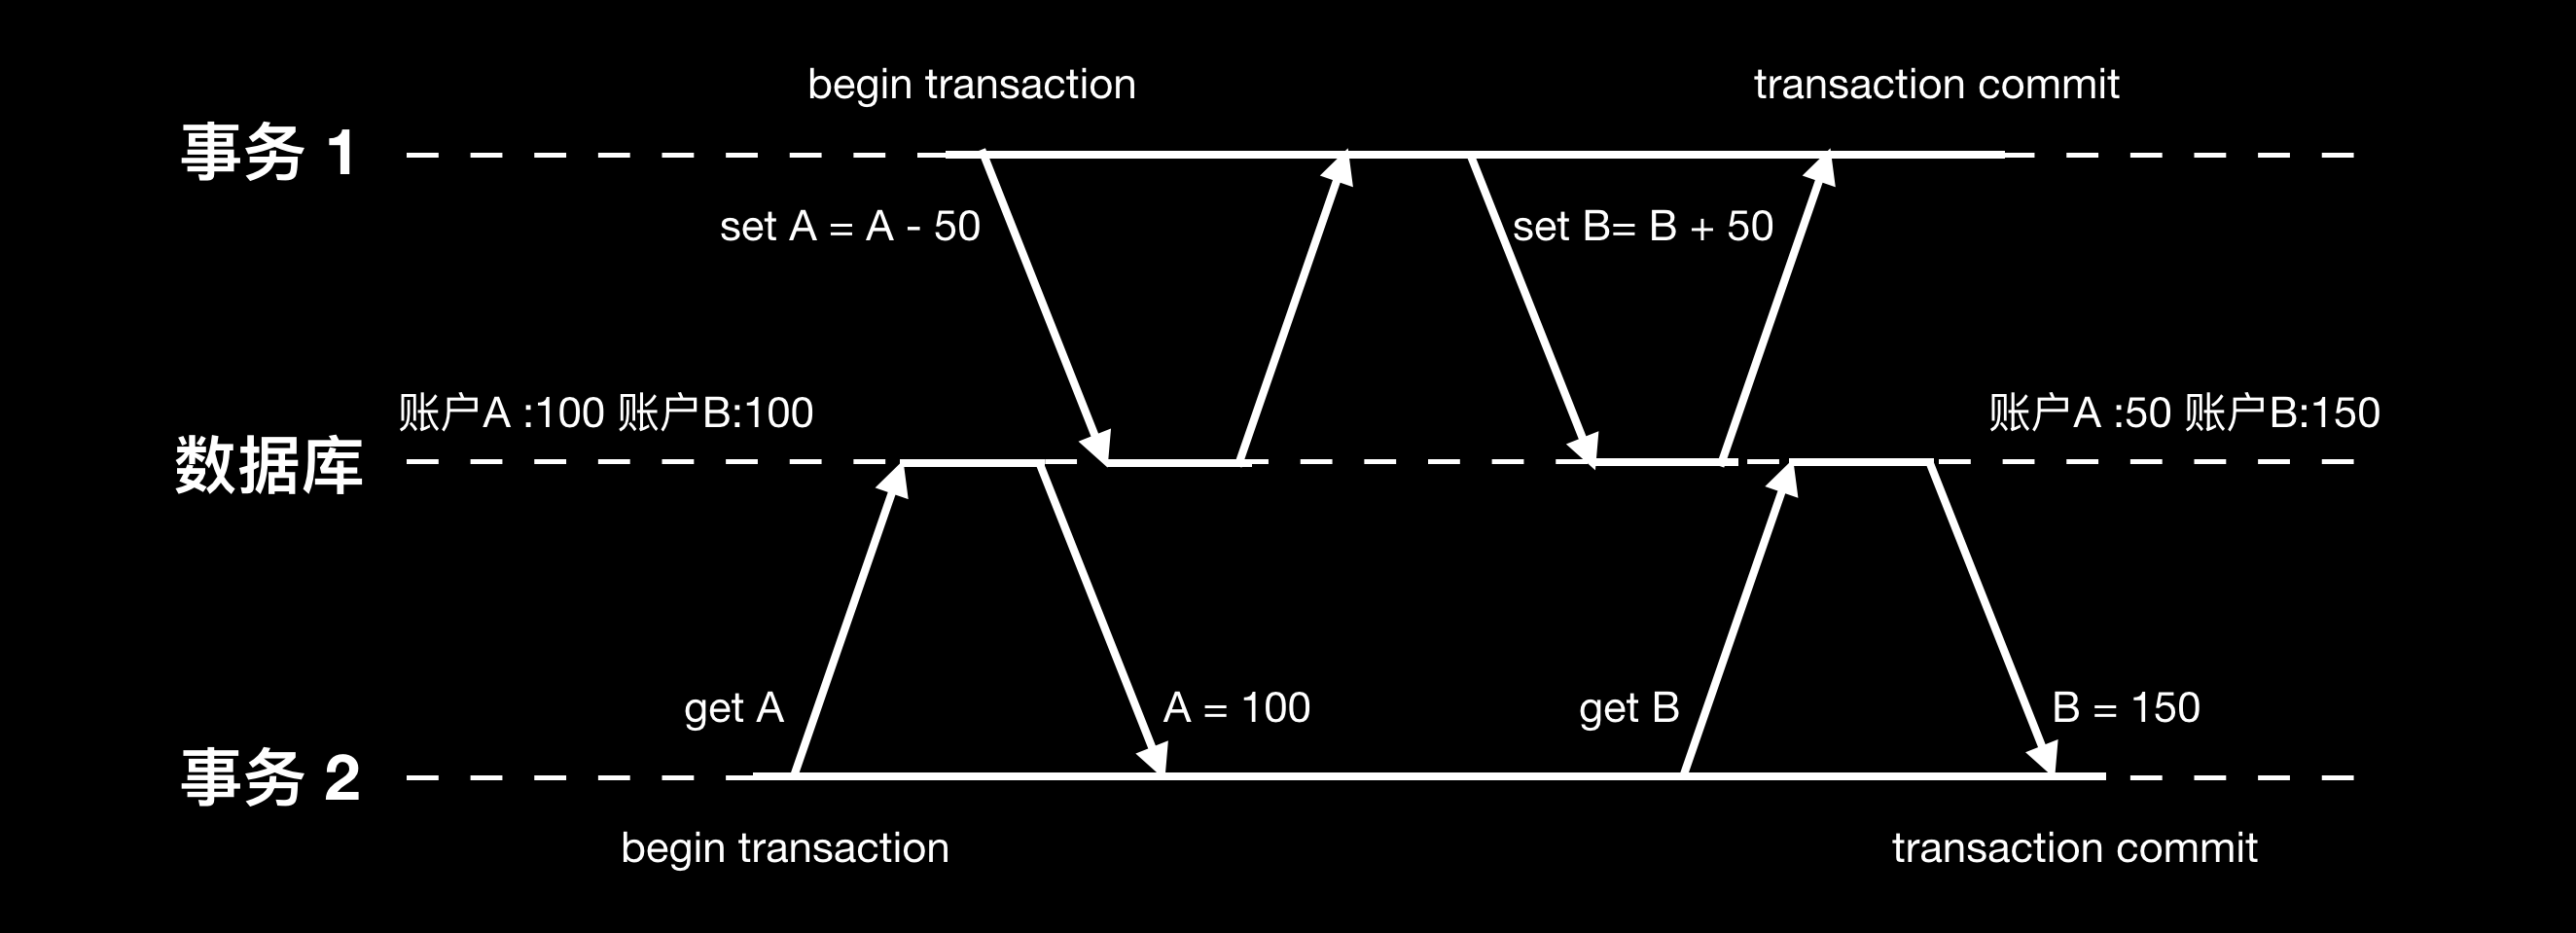 begin transaction
transaction commit
事务 1
set A = A - 50
set B= B + 50
账户A :100 账户B:100
账户A :50 账户B:150
数据库
get A
A = 100
get B
B = 150
事务 2
begin transaction
transaction commit